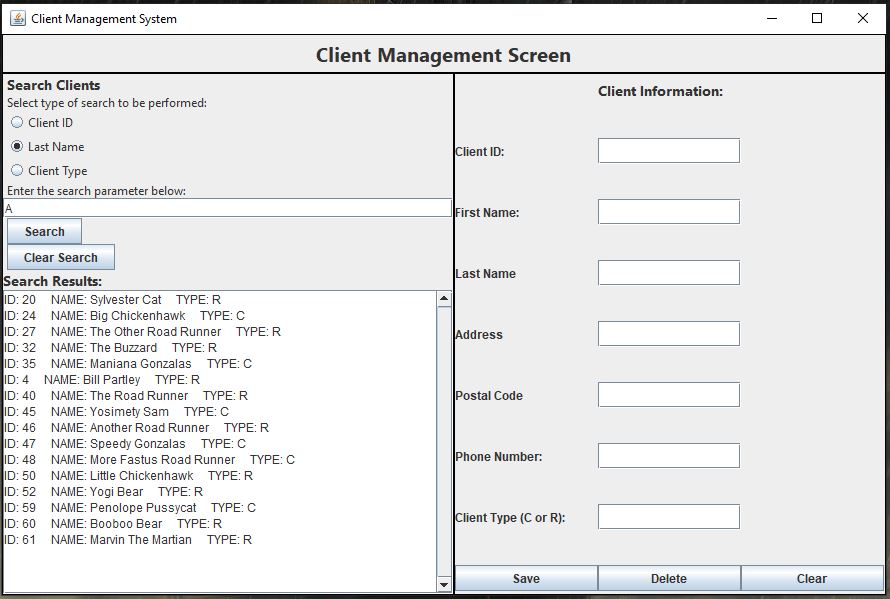 Client Management System
Client Management Screen
Search Clients
Select type of search to be performed:
Client ID
Last Name
Client Type
Enter the search parameter below:
A
Search
Clear Search
Search Results:
ID: 20 NAME: Sylvester Cat TYPE: R
ID: 24 NAME: Big Chickenhawk TYPE: C
ID: 27 NAME: The Other Road Runner TYPE: R
ID: 32 NAME: The Buzzard TYPE: R
ID: 35 NAME: Maniana Gonzalas TYPE: C
ID: 4 NAME: Bill Partley TYPE: R
ID: 40 NAME: The Road Runner TYPE: R
ID: 45 NAME: Yosimety Sam TYPE: C
ID: 46 NAME: Another Road Runner TYPE: R
ID: 47 NAME: Speedy Gonzalas TYPE: C
ID: 48 NAME: More Fastus Road Runner TYPE: C
ID: 50 NAME: Little Chickenhawk TYPE: R
ID: 52 NAME: Yogi Bear TYPE: R
ID: 59 NAME: Penolope Pussycat TYPE: C
ID: 60 NAME: Booboo Bear TYPE: R
ID: 61 NAME: Marvin The Martian TYPE: R
Client Information:
Client ID:
First Name:
Last Name
Address
Postal Code
Phone Number:
Client Type (C or R):
Save Delete Clear